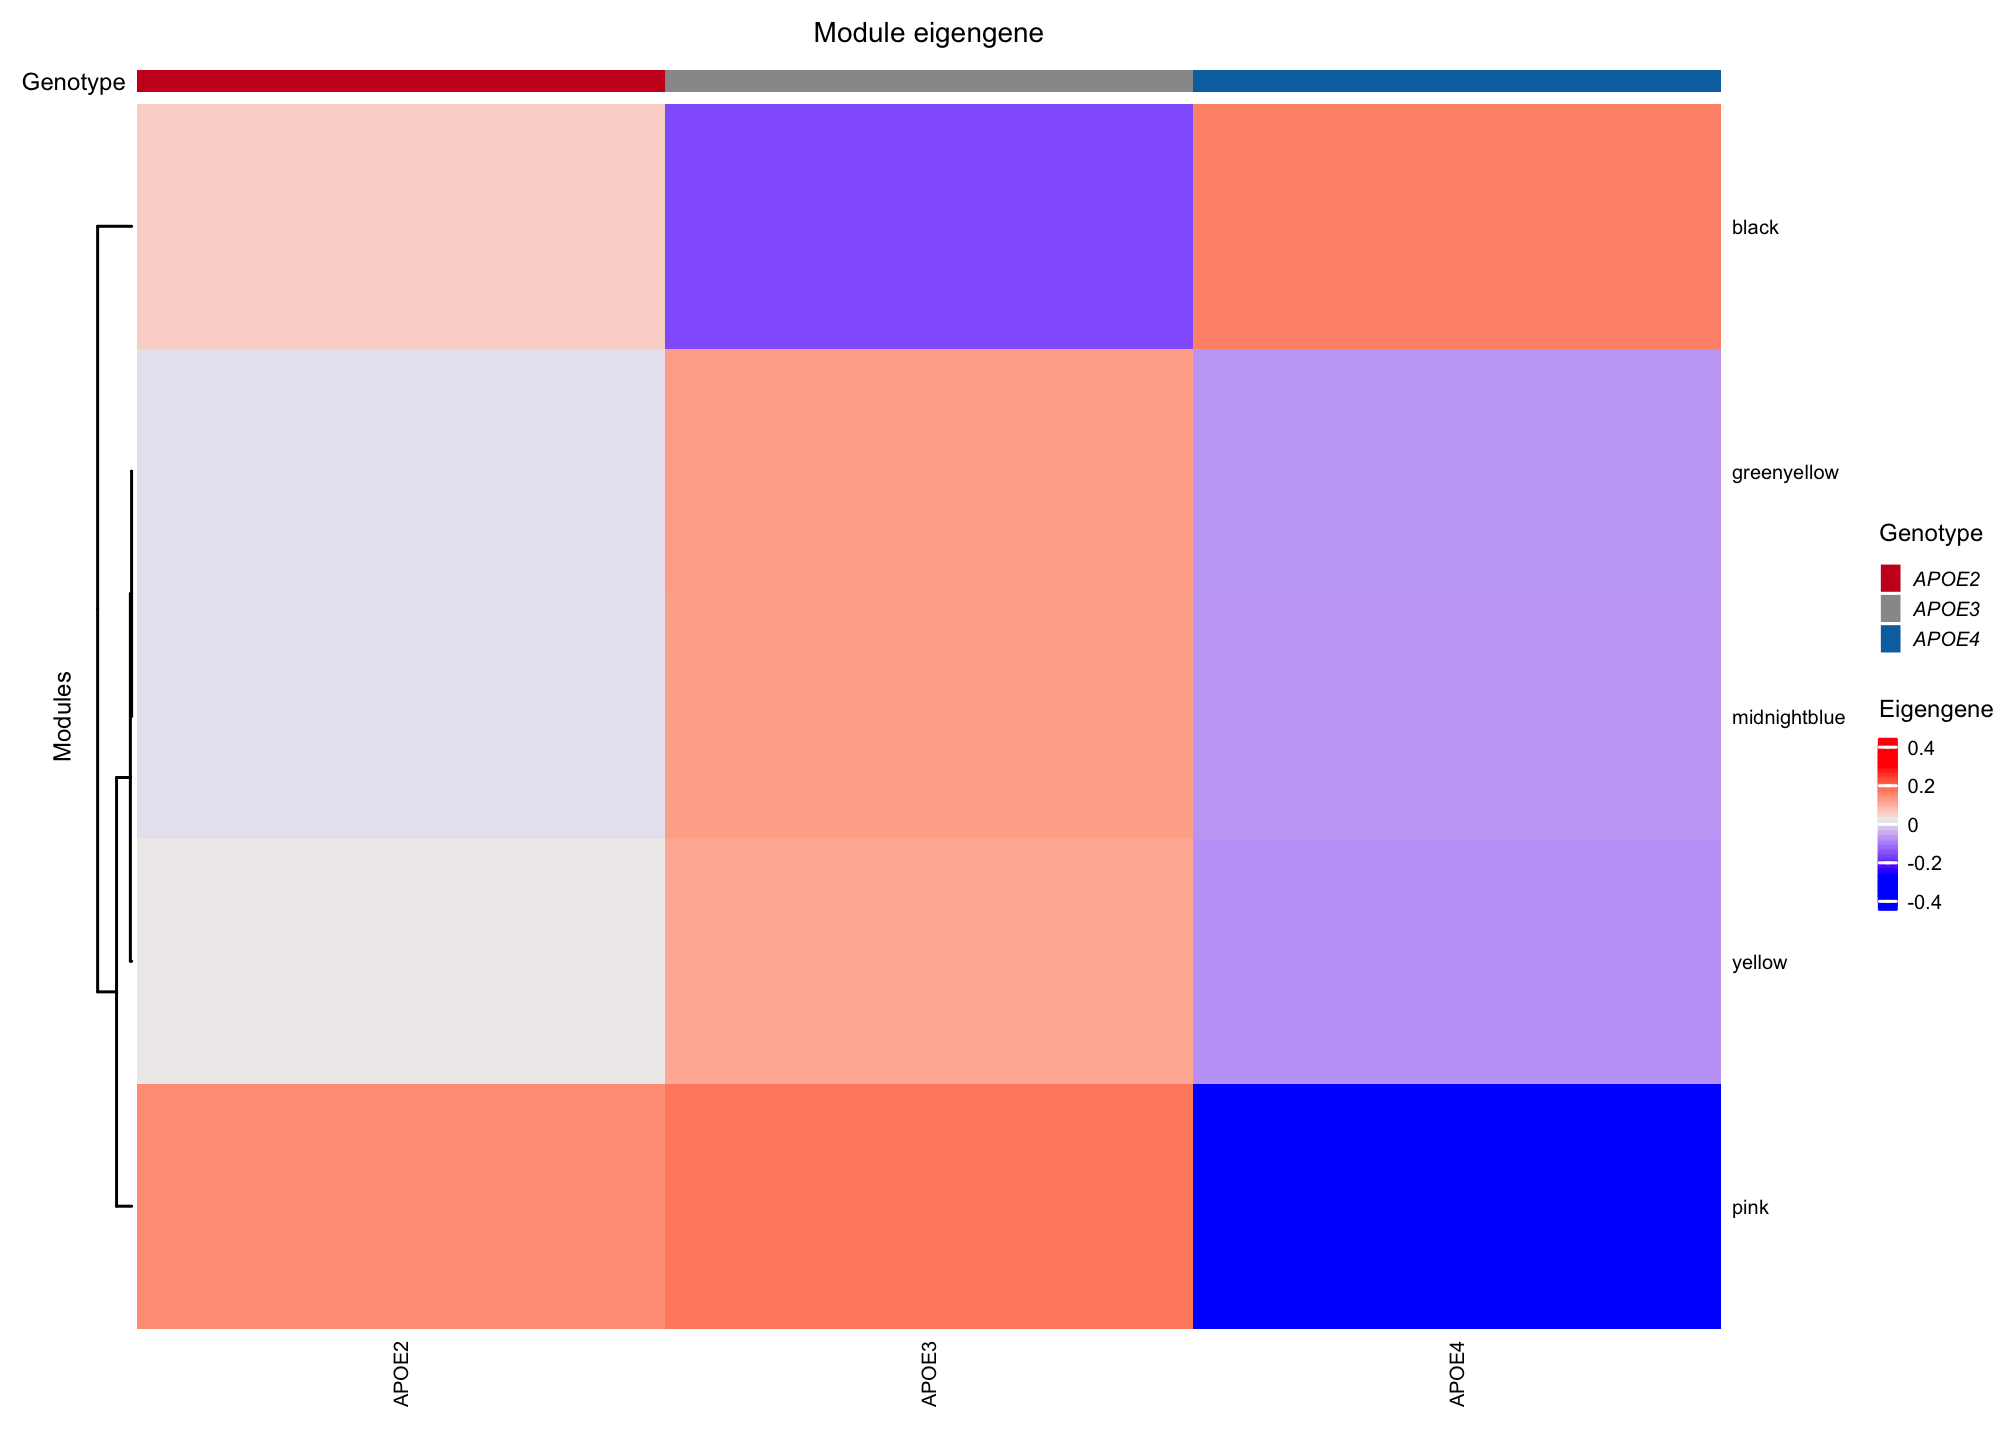 Module eigengene
Genotype
black
greenyellow
midnightblue
yellow
pink
Modules
APOE2
APOE3
APOE4
Genotype
APOE2
APOE3
APOE4
Eigengene
0.4
0.2
0
-0.2
-0.4